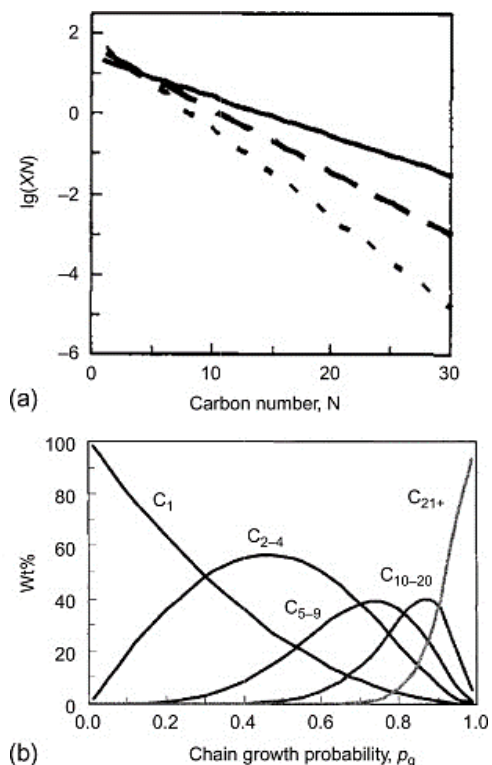 2
0
lg(XN)
−2
−4
−6
0 10 20 30
(a) Carbon number, N
100
C1
80
C21+
60
C2–4
Wt%
C10–20
C5–9
40
20
0
0.0 0.2 0.4 0.6 0.8 1.0
(b) Chain growth probability, pg